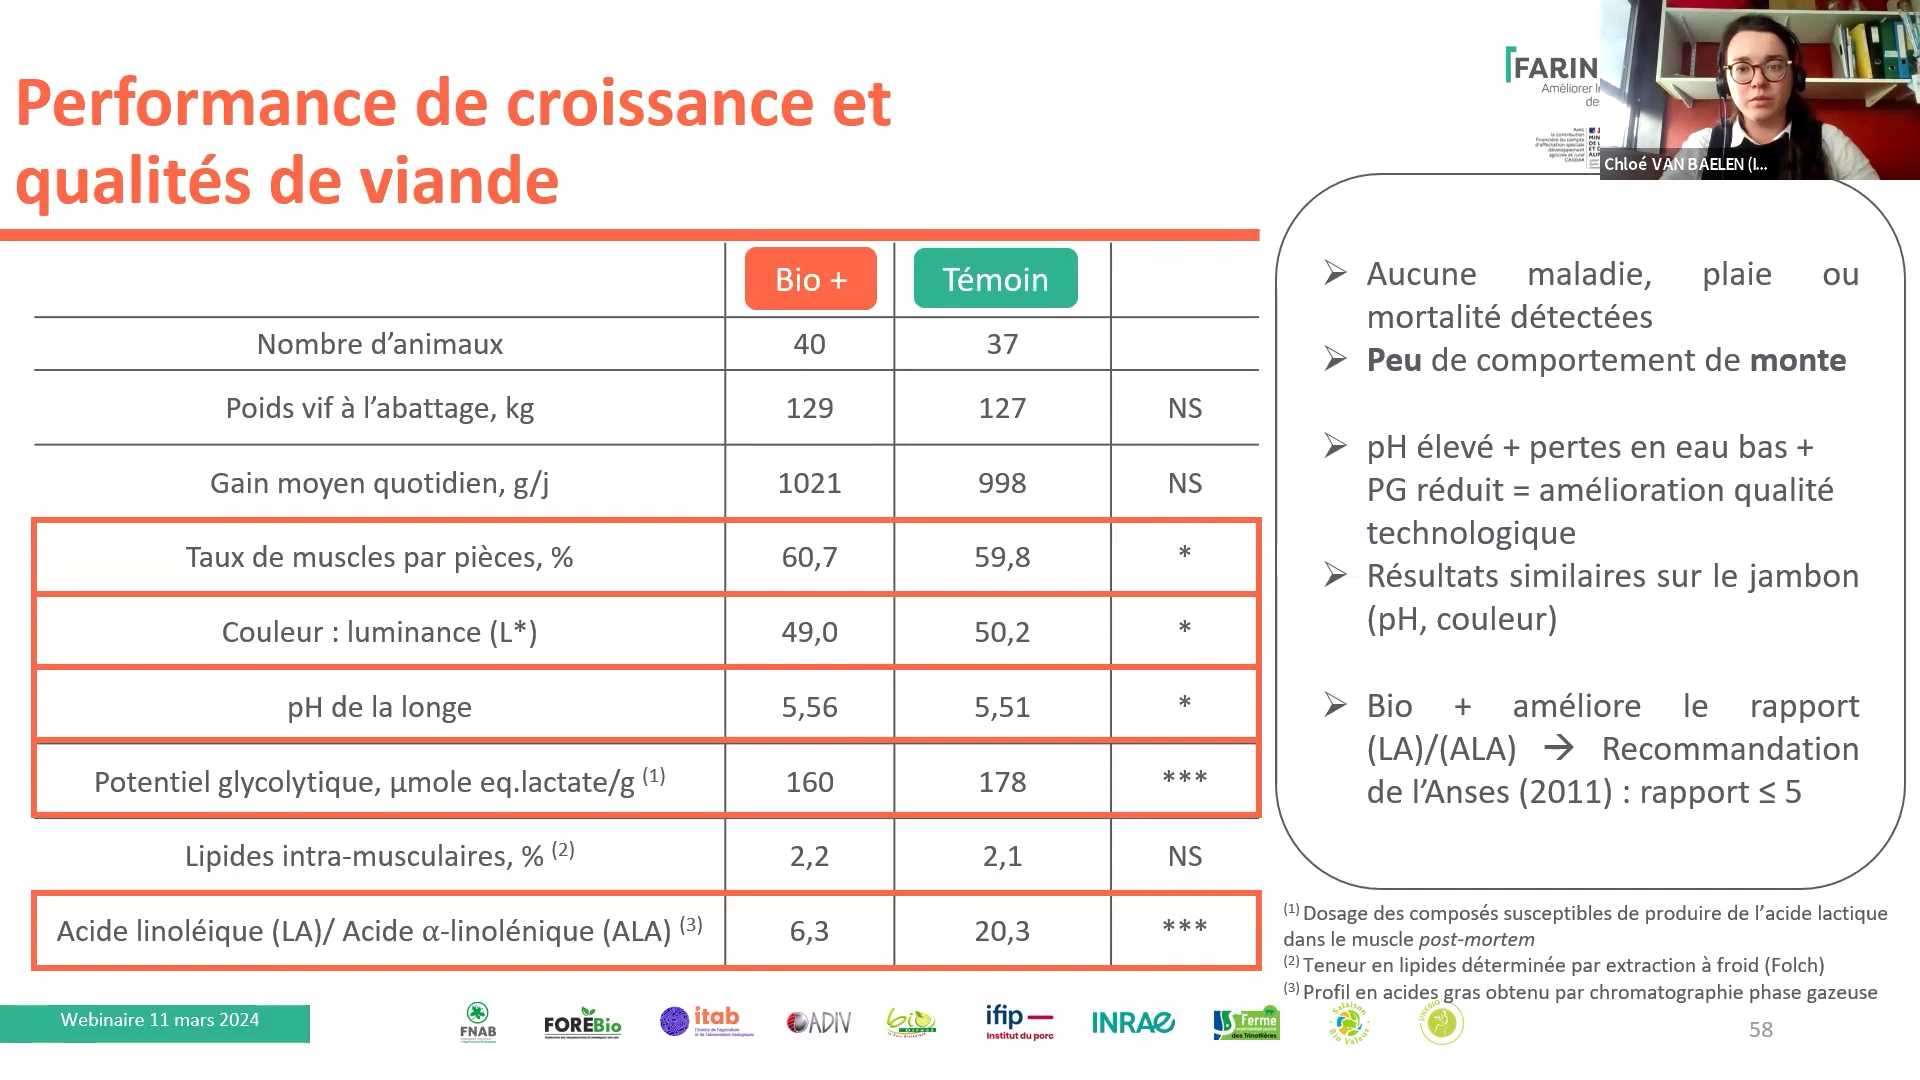 Performance de croissance et
qualités de viande
FARIN
Améliorer l
de
Chloé VAN BAELEN (I...
Bio + Témoin
Nombre d’animaux 40 37
Poids vif à l’abattage, kg 129 127 NS
Gain moyen quotidien, g/j 1021 998 NS
Taux de muscles par pièces, % 60,7 59,8 *
Couleur : luminance (L*) 49,0 50,2 *
pH de la longe 5,56 5,51 *
Potentiel glycolytique, µmole eq.lactate/g (1) 160 178 ***
Lipides intra-musculaires, % (2) 2,2 2,1 NS
Acide linoléique (LA)/ Acide α-linolénique (ALA) (3) 6,3 20,3 ***
➢ Aucune maladie, plaie ou
mortalité détectées
➢ Peu de comportement de monte
➢ pH élevé + pertes en eau bas +
PG réduit = amélioration qualité
technologique
➢ Résultats similaires sur le jambon
(pH, couleur)
➢ Bio + améliore le rapport
(LA)/(ALA) → Recommandation
de l’Anses (2011) : rapport ≤ 5
(1) Dosage des composés susceptibles de produire de l’acide lactique
dans le muscle post-mortem
(2) Teneur en lipides déterminée par extraction à froid (Folch)
(3) Profil en acides gras obtenu par chromatographie phase gazeuse
Webinaire 11 mars 2024
FNAB
FOREBio
itab
ADIV
bio
ifip
Institut du porc
INRAE
Ferme
des Trinottières
58